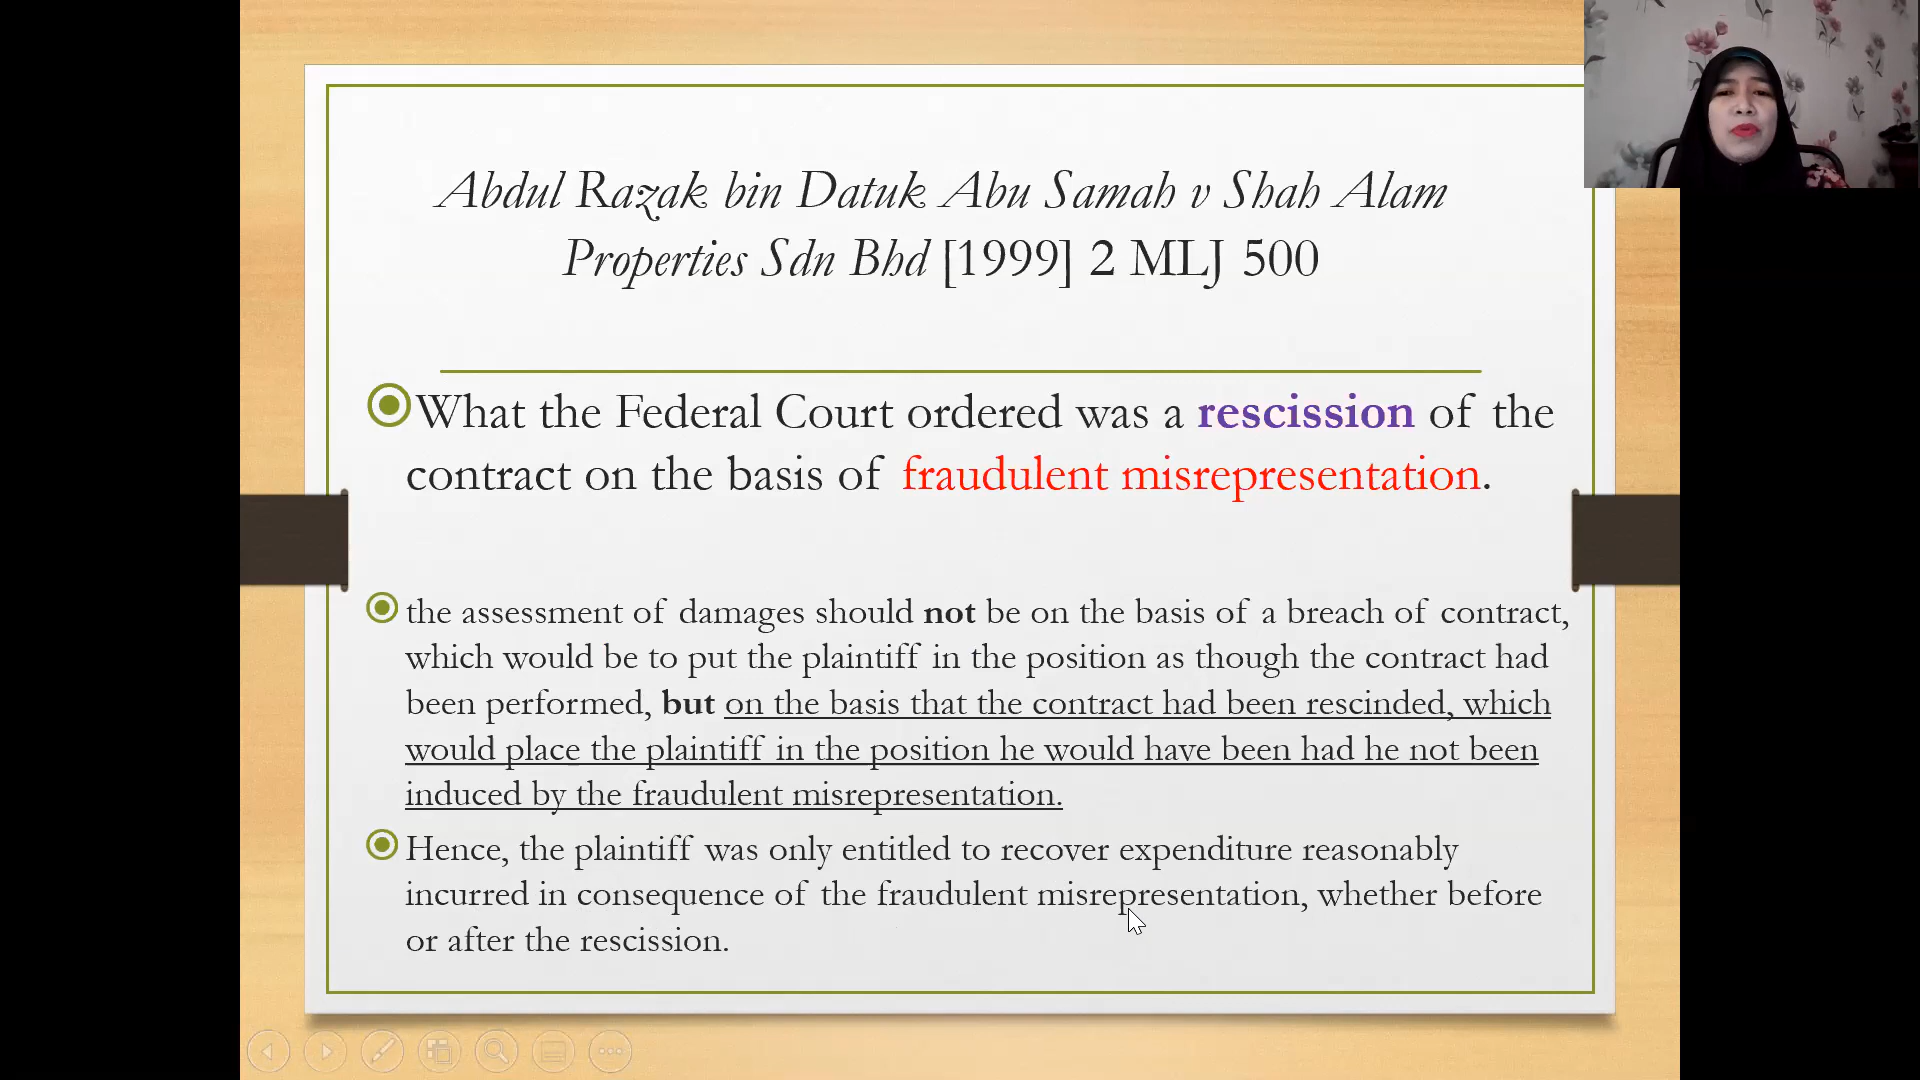 Abdul Razak bin Datuk Abu Samah v Shah Alam
Properties Sdn Bhd [1999] 2 MLJ 500
What the Federal Court ordered was a rescission of the
contract on the basis of fraudulent misrepresentation.
the assessment of damages should not be on the basis of a breach of contract,
which would be to put the plaintiff in the position as though the contract had
been performed, but on the basis that the contract had been rescinded, which
would place the plaintiff in the position he would have been had he not been
induced by the fraudulent misrepresentation.
Hence, the plaintiff was only entitled to recover expenditure reasonably
incurred in consequence of the fraudulent misrepresentation, whether before
or after the rescission.